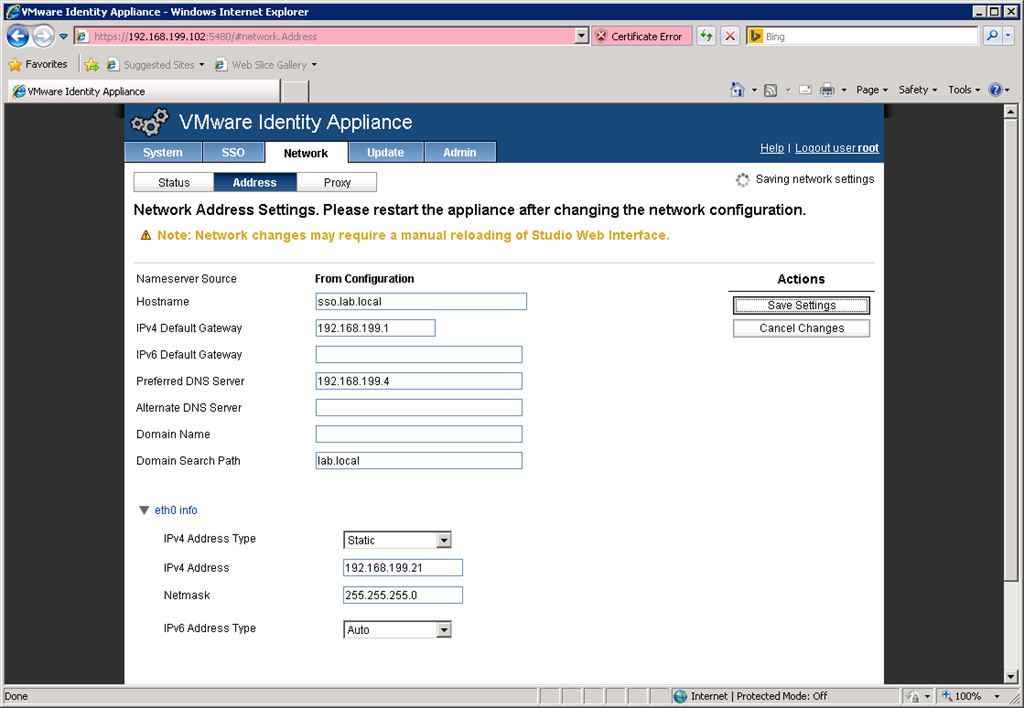 VMware Identity Appliance - Windows Internet Explorer
https://192.168.199.102:5480/#network.Address
Certificate Error
Bing
Favorites
Suggested Sites
Web Slice Gallery
VMware Identity Appliance
Page
Safety
Tools
VMware Identity Appliance
System
SSO
Network
Update
Admin
Help | Logout user root
Status
Address
Proxy
Saving network settings
Network Address Settings. Please restart the appliance after changing the network configuration.
Note: Network changes may require a manual reloading of Studio Web Interface.
Nameserver Source From Configuration
Actions
Hostname sso.lab.local
Save Settings
IPv4 Default Gateway 192.168.199.1
Cancel Changes
IPv6 Default Gateway
Preferred DNS Server 192.168.199.4
Alternate DNS Server
Domain Name
Domain Search Path lab.local
eth0 info
IPv4 Address Type Static
IPv4 Address 192.168.199.21
Netmask 255.255.255.0
IPv6 Address Type Auto
Done
Internet | Protected Mode: Off
100%